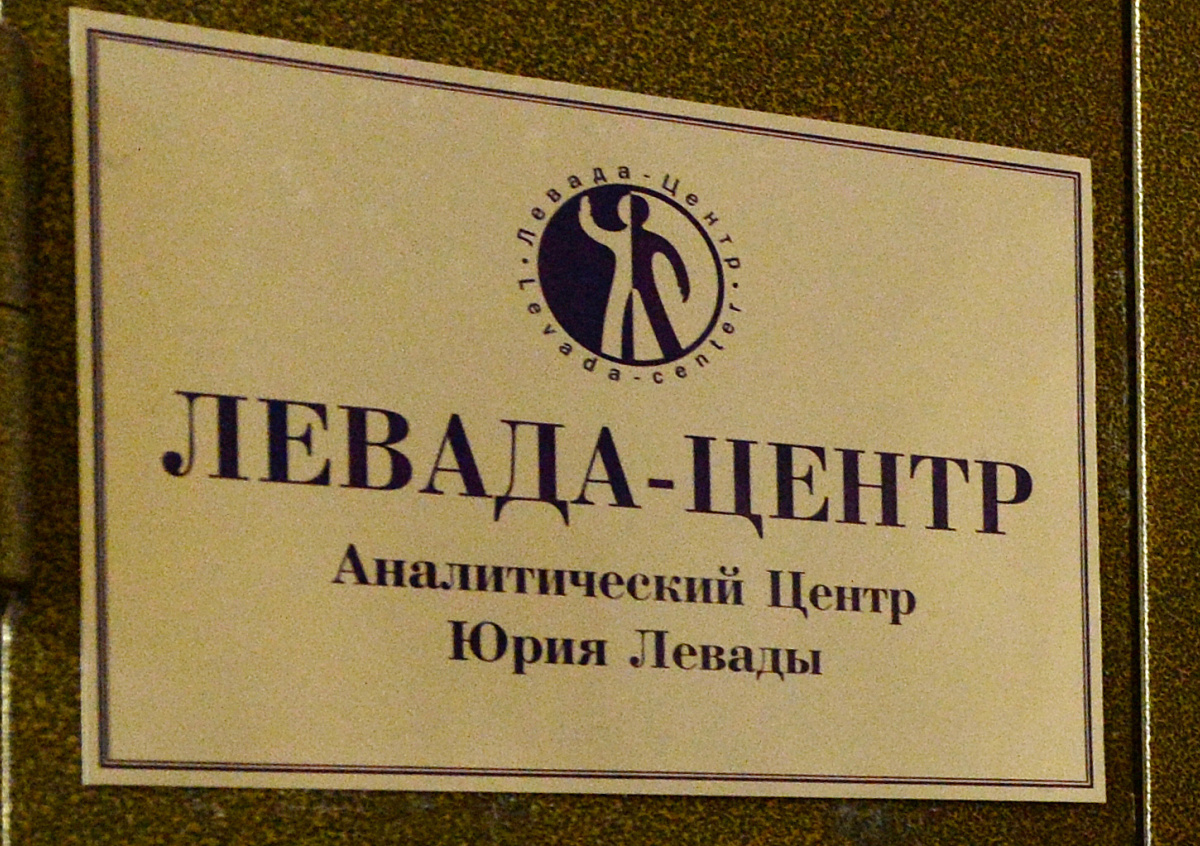 Левада-Центр
Levada-center
ЛЕВАДА-ЦЕНТР
Аналитический Центр
Юрия Левады